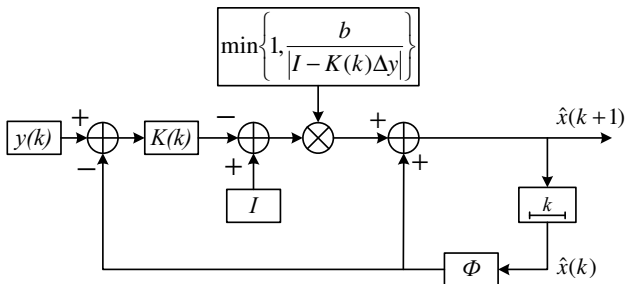 min{1, b / |I − K(k)Δy|}
x̂(k+1)
y(k)
+
−
K(k)
−
+
I
+
+
k
Φ
x̂(k)